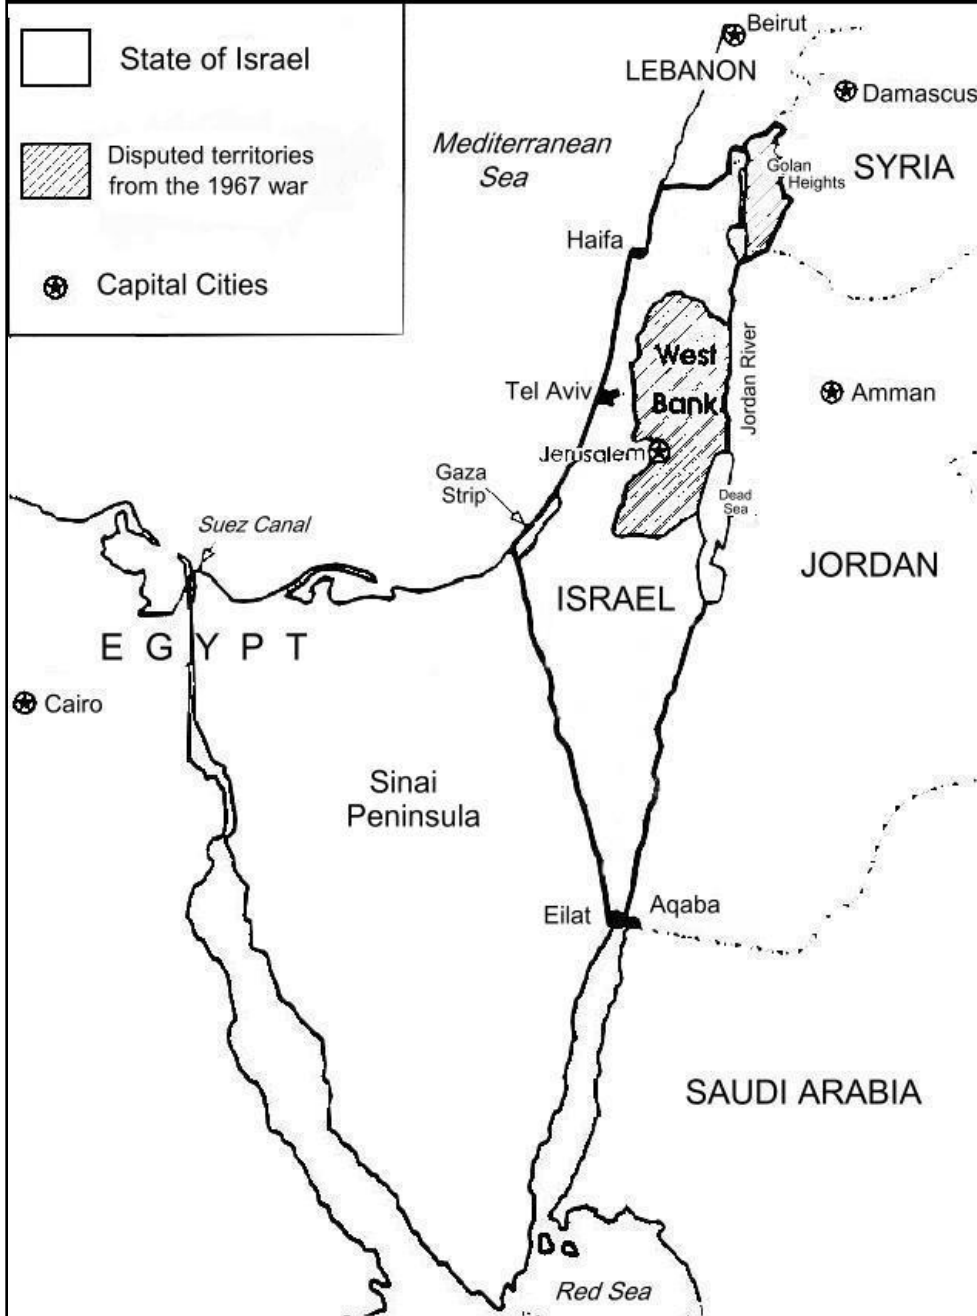 State of Israel
Disputed territories
from the 1967 war
Capital Cities
Beirut
LEBANON
Damascus
Mediterranean
Sea
SYRIA
Golan
Heights
Haifa
West
Bank
Jordan River
Tel Aviv
Amman
Jerusalem
Gaza
Strip
Dead
Sea
Suez Canal
JORDAN
ISRAEL
EGYPT
Cairo
Sinai
Peninsula
Eilat
Aqaba
SAUDI ARABIA
Red Sea